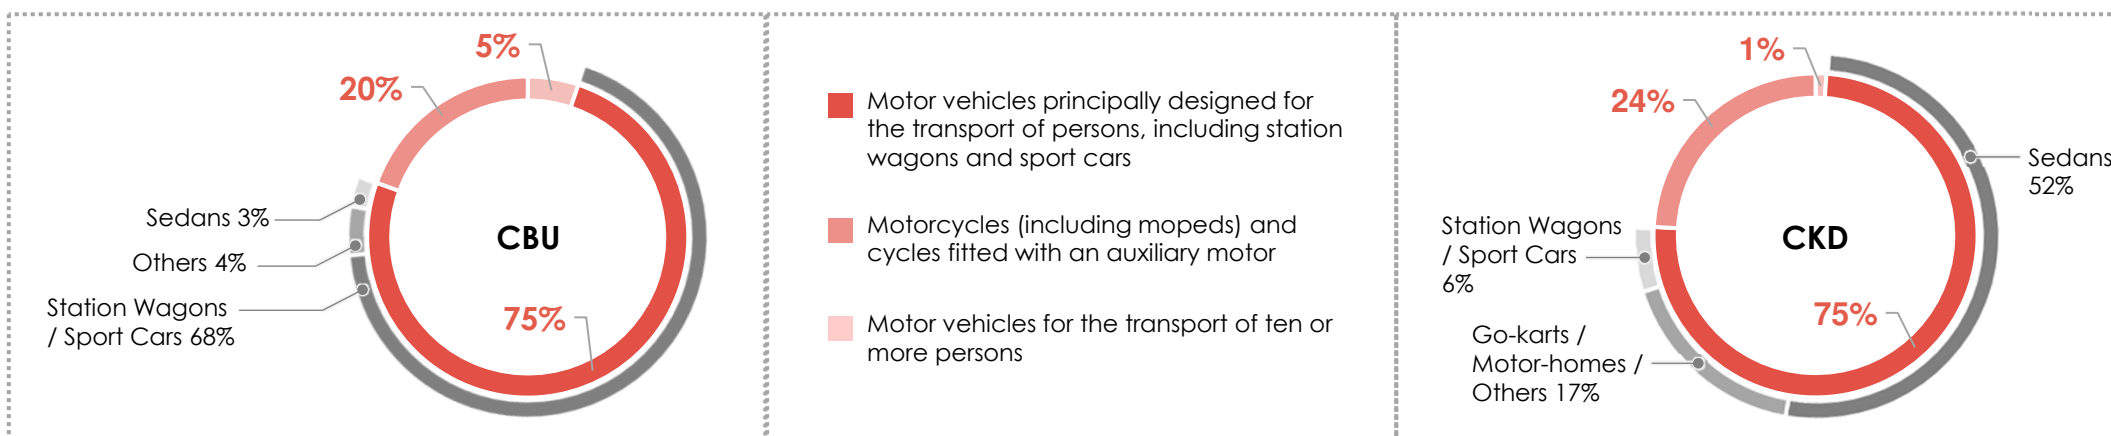 5%
20%
CBU
Sedans 3%
Others 4%
Station Wagons
/ Sport Cars 68%
75%
Motor vehicles principally designed for
the transport of persons, including station
wagons and sport cars
Motorcycles (including mopeds) and
cycles fitted with an auxiliary motor
Motor vehicles for the transport of ten or
more persons
1%
24%
CKD
Sedans
52%
Station Wagons
/ Sport Cars
6%
75%
Go-karts /
Motor-homes /
Others 17%